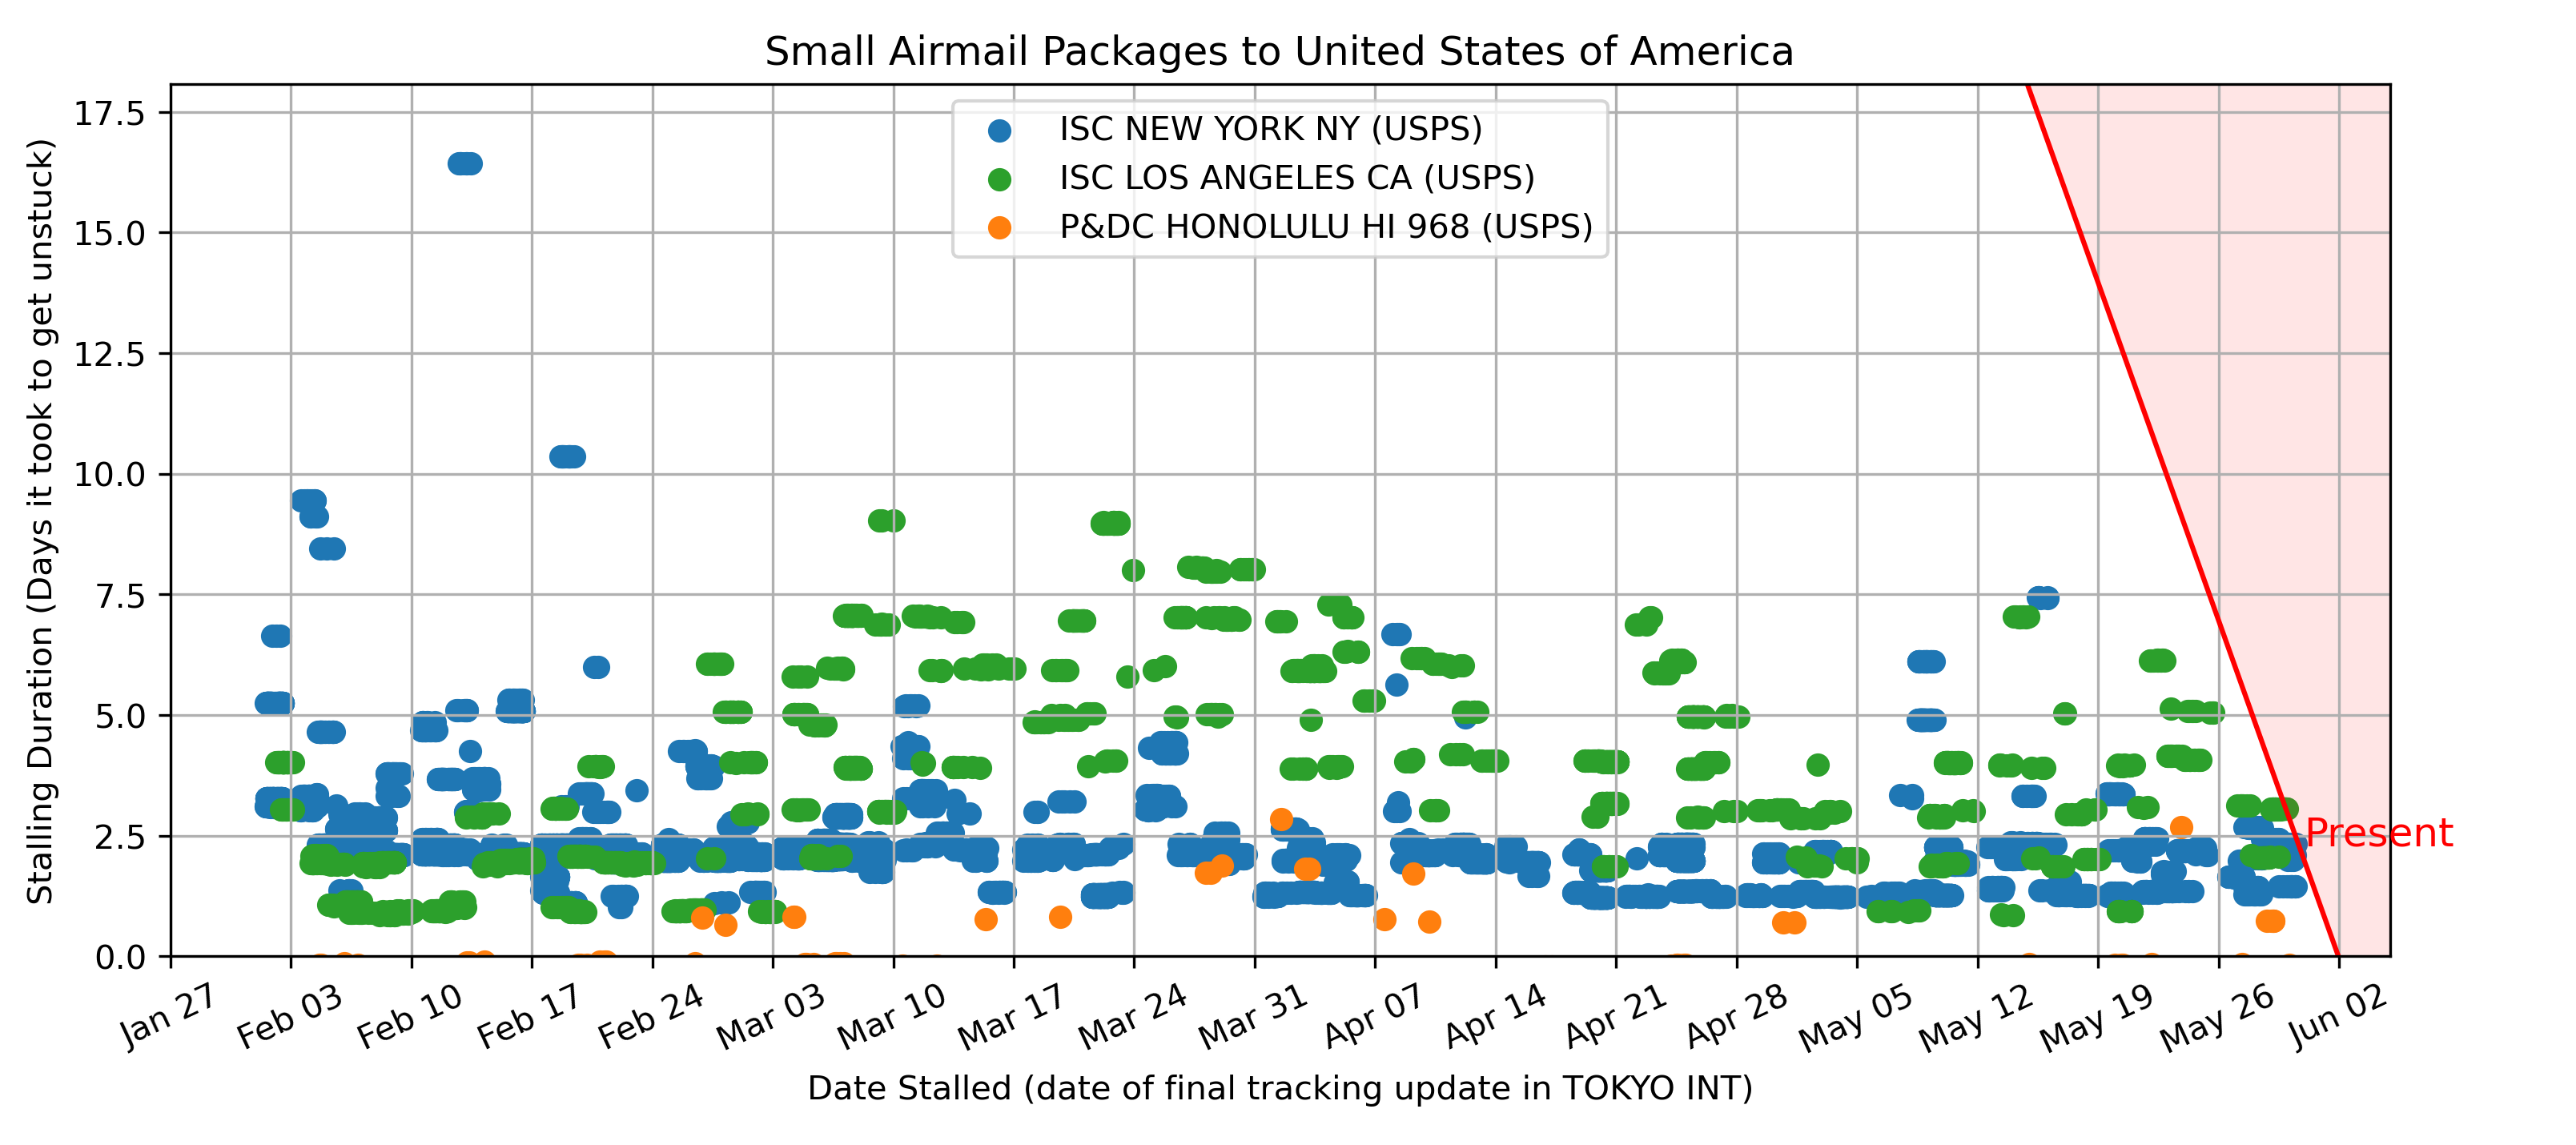 Small Airmail Packages to United States of America
Stalling Duration (Days it took to get unstuck)
17.5
15.0
12.5
10.0
7.5
5.0
2.5
0.0
ISC NEW YORK NY (USPS)
ISC LOS ANGELES CA (USPS)
P&DC HONOLULU HI 968 (USPS)
Present
Jan 27
Feb 03
Feb 10
Feb 17
Feb 24
Mar 03
Mar 10
Mar 17
Mar 24
Mar 31
Apr 07
Apr 14
Apr 21
Apr 28
May 05
May 12
May 19
May 26
Jun 02
Date Stalled (date of final tracking update in TOKYO INT)